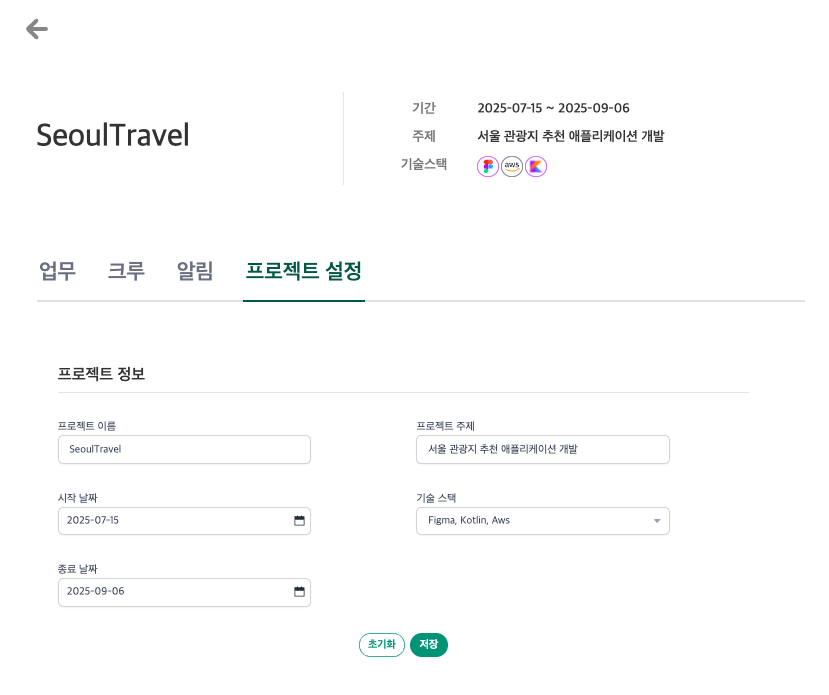 SeoulTravel
기간 2025-07-15 ~ 2025-09-06
주제 서울 관광지 추천 애플리케이션 개발
기술스택 aws
업무 크루 알림 프로젝트 설정
프로젝트 정보
프로젝트 이름 프로젝트 주제
SeoulTravel 서울 관광지 추천 애플리케이션 개발
시작 날짜 기술 스택
2025-07-15 Figma, Kotlin, Aws
종료 날짜
2025-09-06
초기화 저장